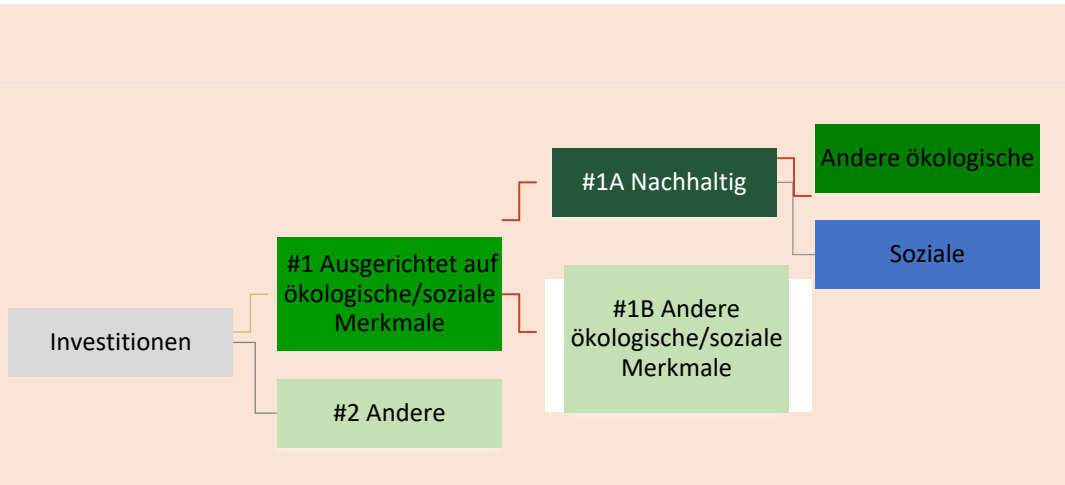 Investitionen
#1 Ausgerichtet auf
ökologische/soziale
Merkmale
#2 Andere
#1A Nachhaltig
#1B Andere
ökologische/soziale
Merkmale
Andere ökologische
Soziale